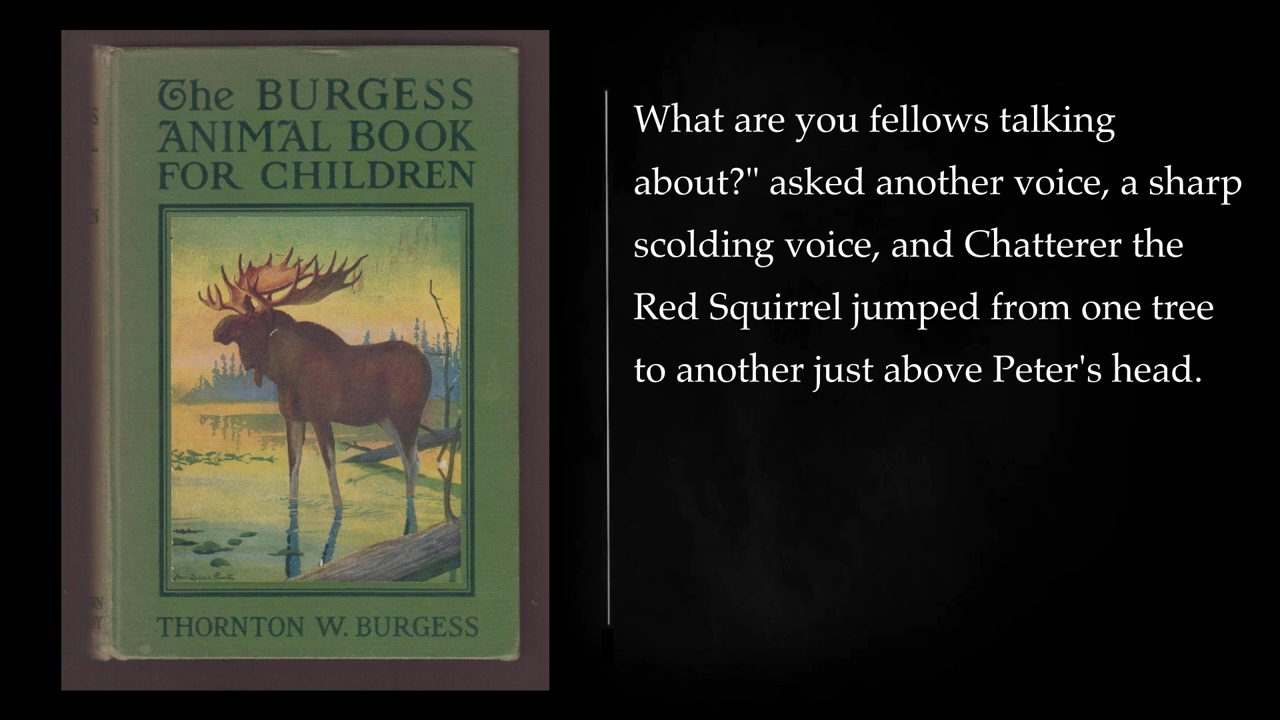 The BURGESS
ANIMAL BOOK
FOR CHILDREN
THORNTON W. BURGESS
What are you fellows talking
about?" asked another voice, a sharp
scolding voice, and Chatterer the
Red Squirrel jumped from one tree
to another just above Peter's head.